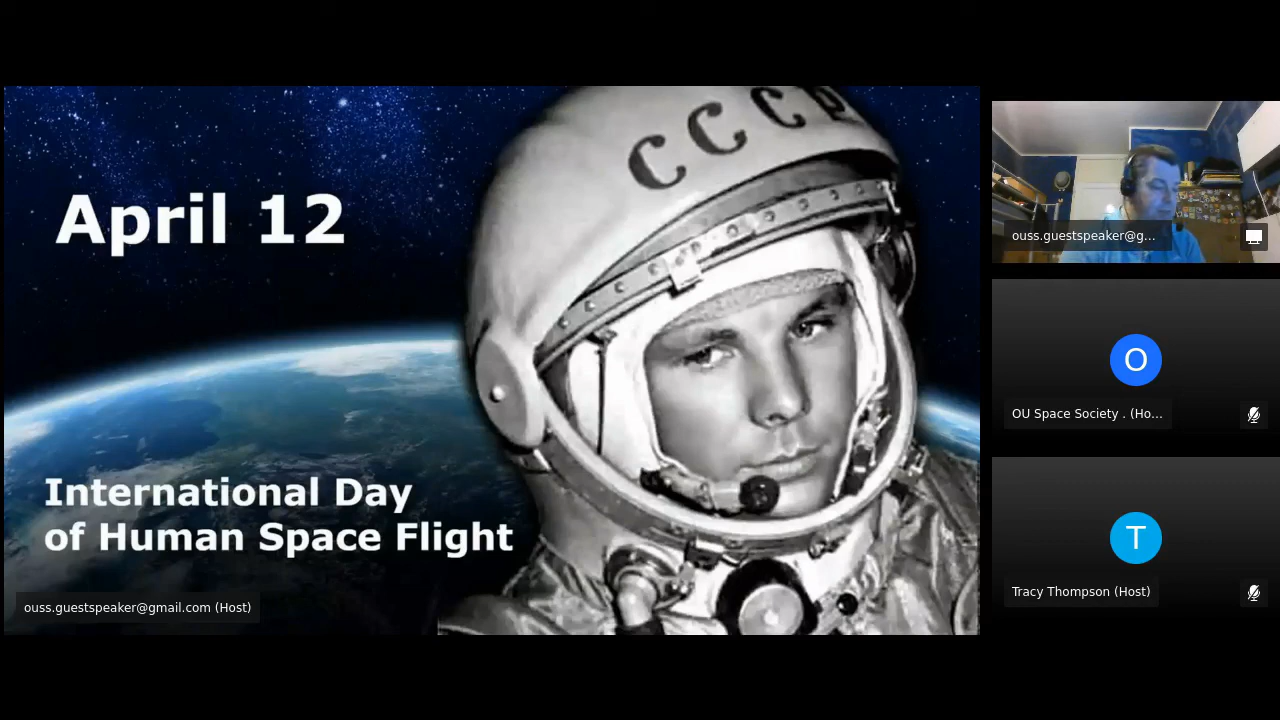 СССР
April 12
International Day
of Human Space Flight
ouss.guestspeaker@gmail.com (Host)
ouss.guestspeaker@g...
O
OU Space Society . (Ho...
T
Tracy Thompson (Host)